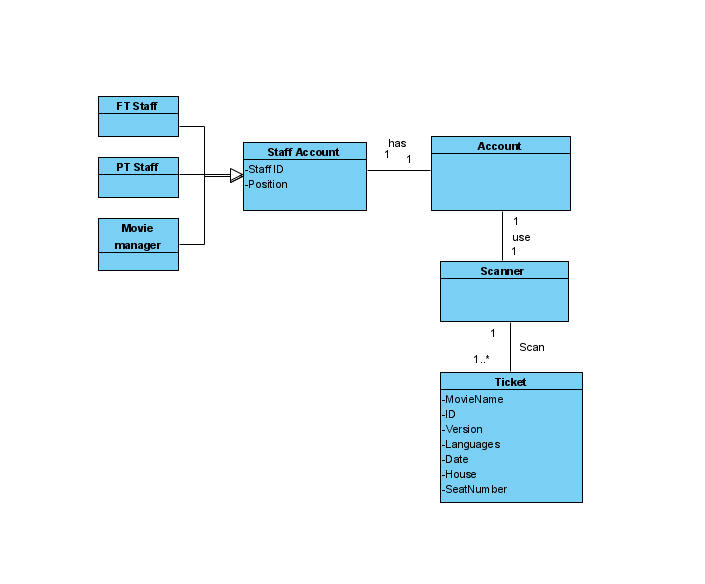 FT Staff
PT Staff
Movie
manager
Staff Account
-Staff ID
-Position
has
1
1
Account
1
use
1
Scanner
1
Scan
1..*
Ticket
-MovieName
-ID
-Version
-Languages
-Date
-House
-SeatNumber